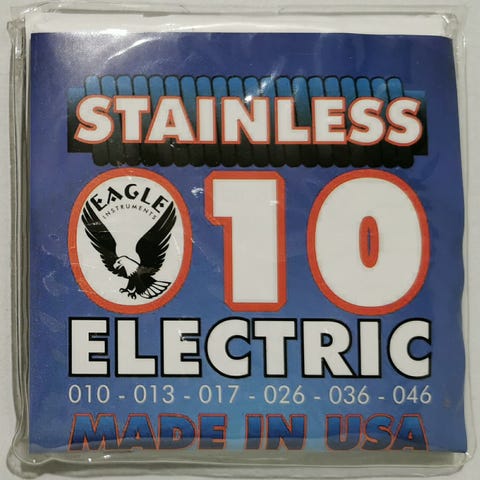 STAINLESS
010
EAGLE
INSTRUMENTS
ELECTRIC
010 - 013 - 017 - 026 - 036 - 046
MADE IN USA